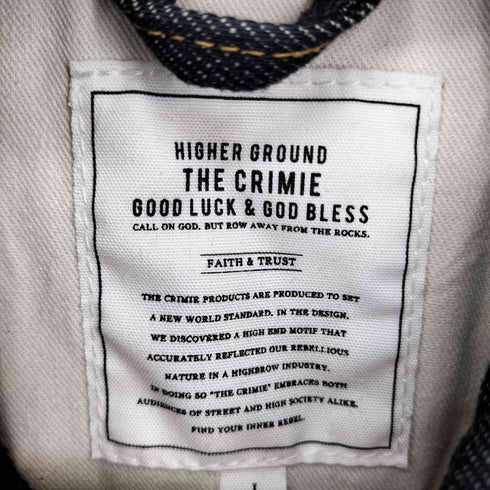 HIGHER GROUND
THE CRIMIE
GOOD LUCK & GOD BLESS
CALL ON GOD, BUT ROW AWAY FROM THE ROCKS.
FAITH & TRUST
THE CRIMIE PRODUCTS ARE PRODUCED TO SET
A NEW WORLD STANDARD. IN THE DESIGN.
WE DISCOVERED A HIGH END MOTIF THAT
ACCURATELY REFLECTED OUR REBELLIOUS
NATURE IN A HIGHBROW INDUSTRY.
IN DOING SO "THE CRIMIE" EMBRACES BOTH
AUDIENCES OF STREET AND HIGH SOCIETY ALIKE.
FIND YOUR INNER REBEL.